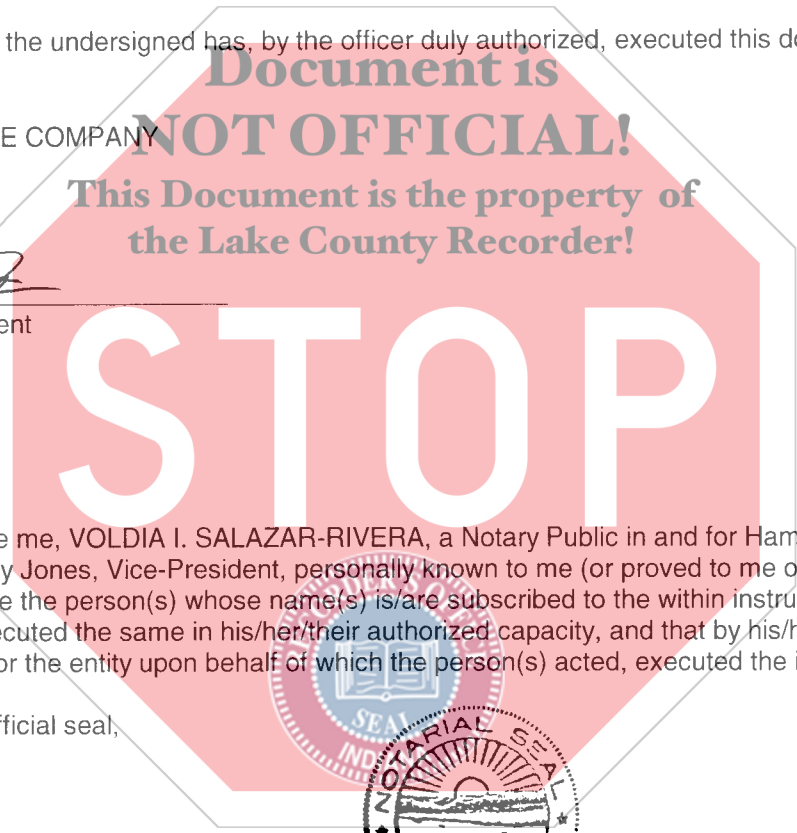 the undersigned has, by the officer duly authorized, executed this do
Document is
E COMPANY
NOT OFFICIAL!
This Document is the property of
the Lake County Recorder!
ent
STOP
e me, VOLDIA I. SALAZAR-RIVERA, a Notary Public in and for Ham
y Jones, Vice-President, personally known to me (or proved to me o
e the person(s) whose name(s) is/are subscribed to the within instru
ecuted the same in his/her/their authorized capacity, and that by his/h
or the entity upon behalf of which the person(s) acted, executed the i
RECORDER'S OFFICE
SEAL
INDIANA
fficial seal,
NOTARIAL SEAL